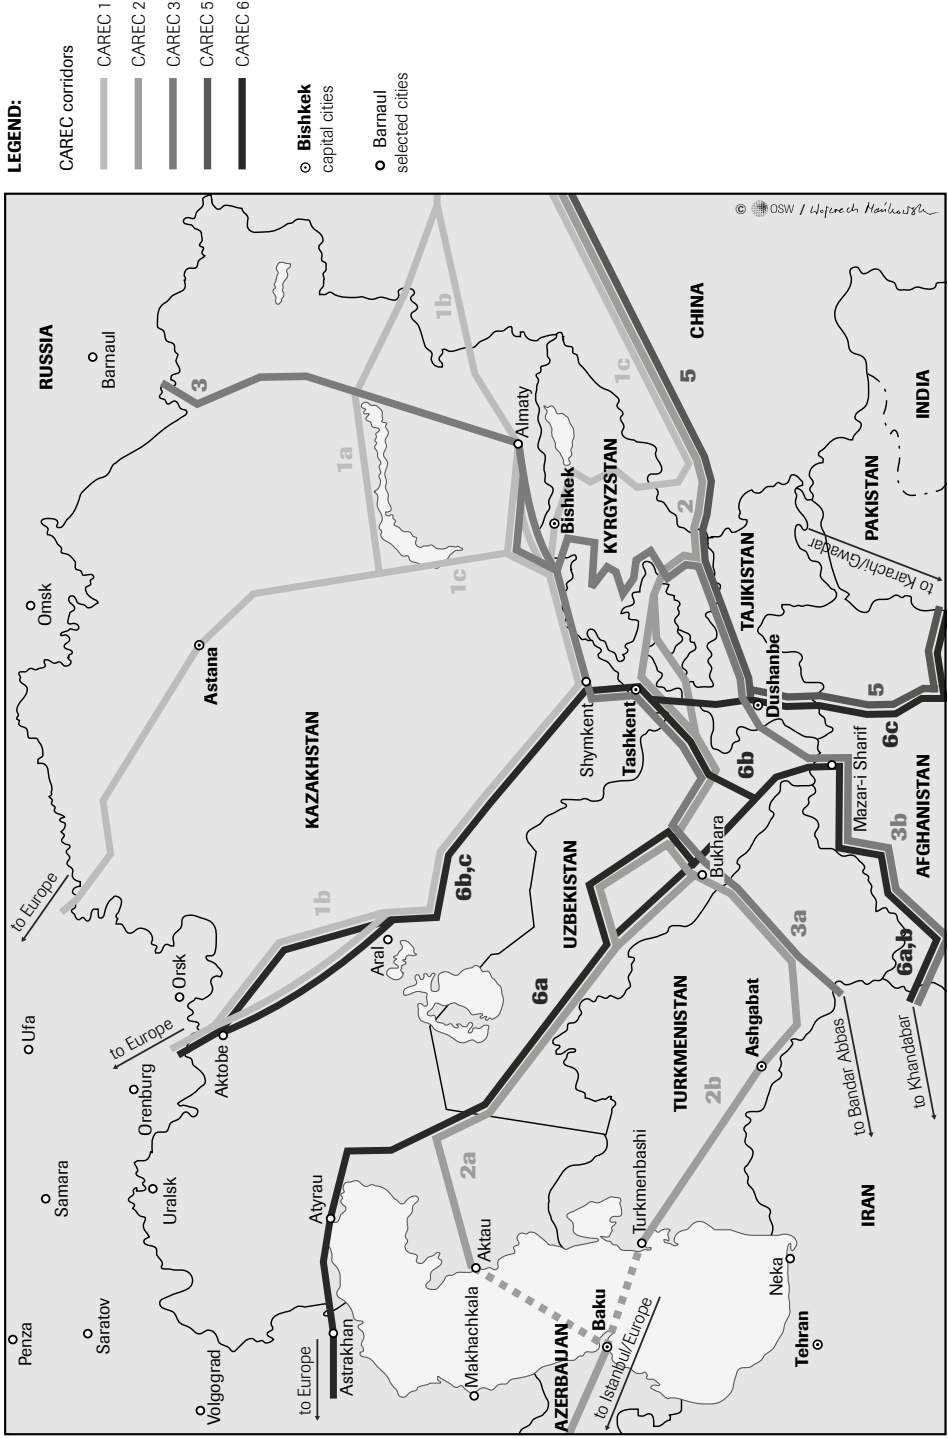 LEGEND:
CAREC corridors
CAREC 1
CAREC 2
CAREC 3
CAREC 5
CAREC 6
Bishkek
capital cities
Barnaul
selected cities
Penza
Samara
Ufa
Omsk
RUSSIA
Barnaul
Saratov
Uralsk
Orenburg
Orsk
to Europe
to Europe
Volgograd
Aktobe
Astana
3
to Europe
Astrakhan
Atyrau
1b
KAZAKHSTAN
1a
1b
Aral
1c
Almaty
6b,c
Makhachkala
Aktau
2a
6a
UZBEKISTAN
Shymkent
Bishkek
KYRGYZSTAN
1c
AZERBAIJAN
Baku
to Istanbul/Europe
Turkmenbashi
Tashkent
2
5
CHINA
TURKMENISTAN
2b
Bukhara
6b
TAJIKISTAN
Dushanbe
Ashgabat
3a
Neka
Tehran
IRAN
to Bandar Abbas
to Khandabar
Mazar-i Sharif
6c
5
3b
6a,b
AFGHANISTAN
to Karachi/Gwadar
PAKISTAN
INDIA
© OSW / Wojciech Mańkowski